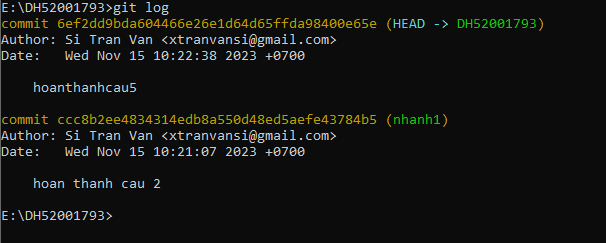 E:\DH52001793>git log
commit 6ef2dd9bda604466e26e1d64d65ffda98400e65e (HEAD -> DH52001793)
Author: Si Tran Van <xtranvansi@gmail.com>
Date:   Wed Nov 15 10:22:38 2023 +0700
    hoanthanhcau5
commit ccc8b2ee4834314edb8a550d48ed5aefe43784b5 (nhanh1)
Author: Si Tran Van <xtranvansi@gmail.com>
Date:   Wed Nov 15 10:21:07 2023 +0700
    hoan thanh cau 2
E:\DH52001793>